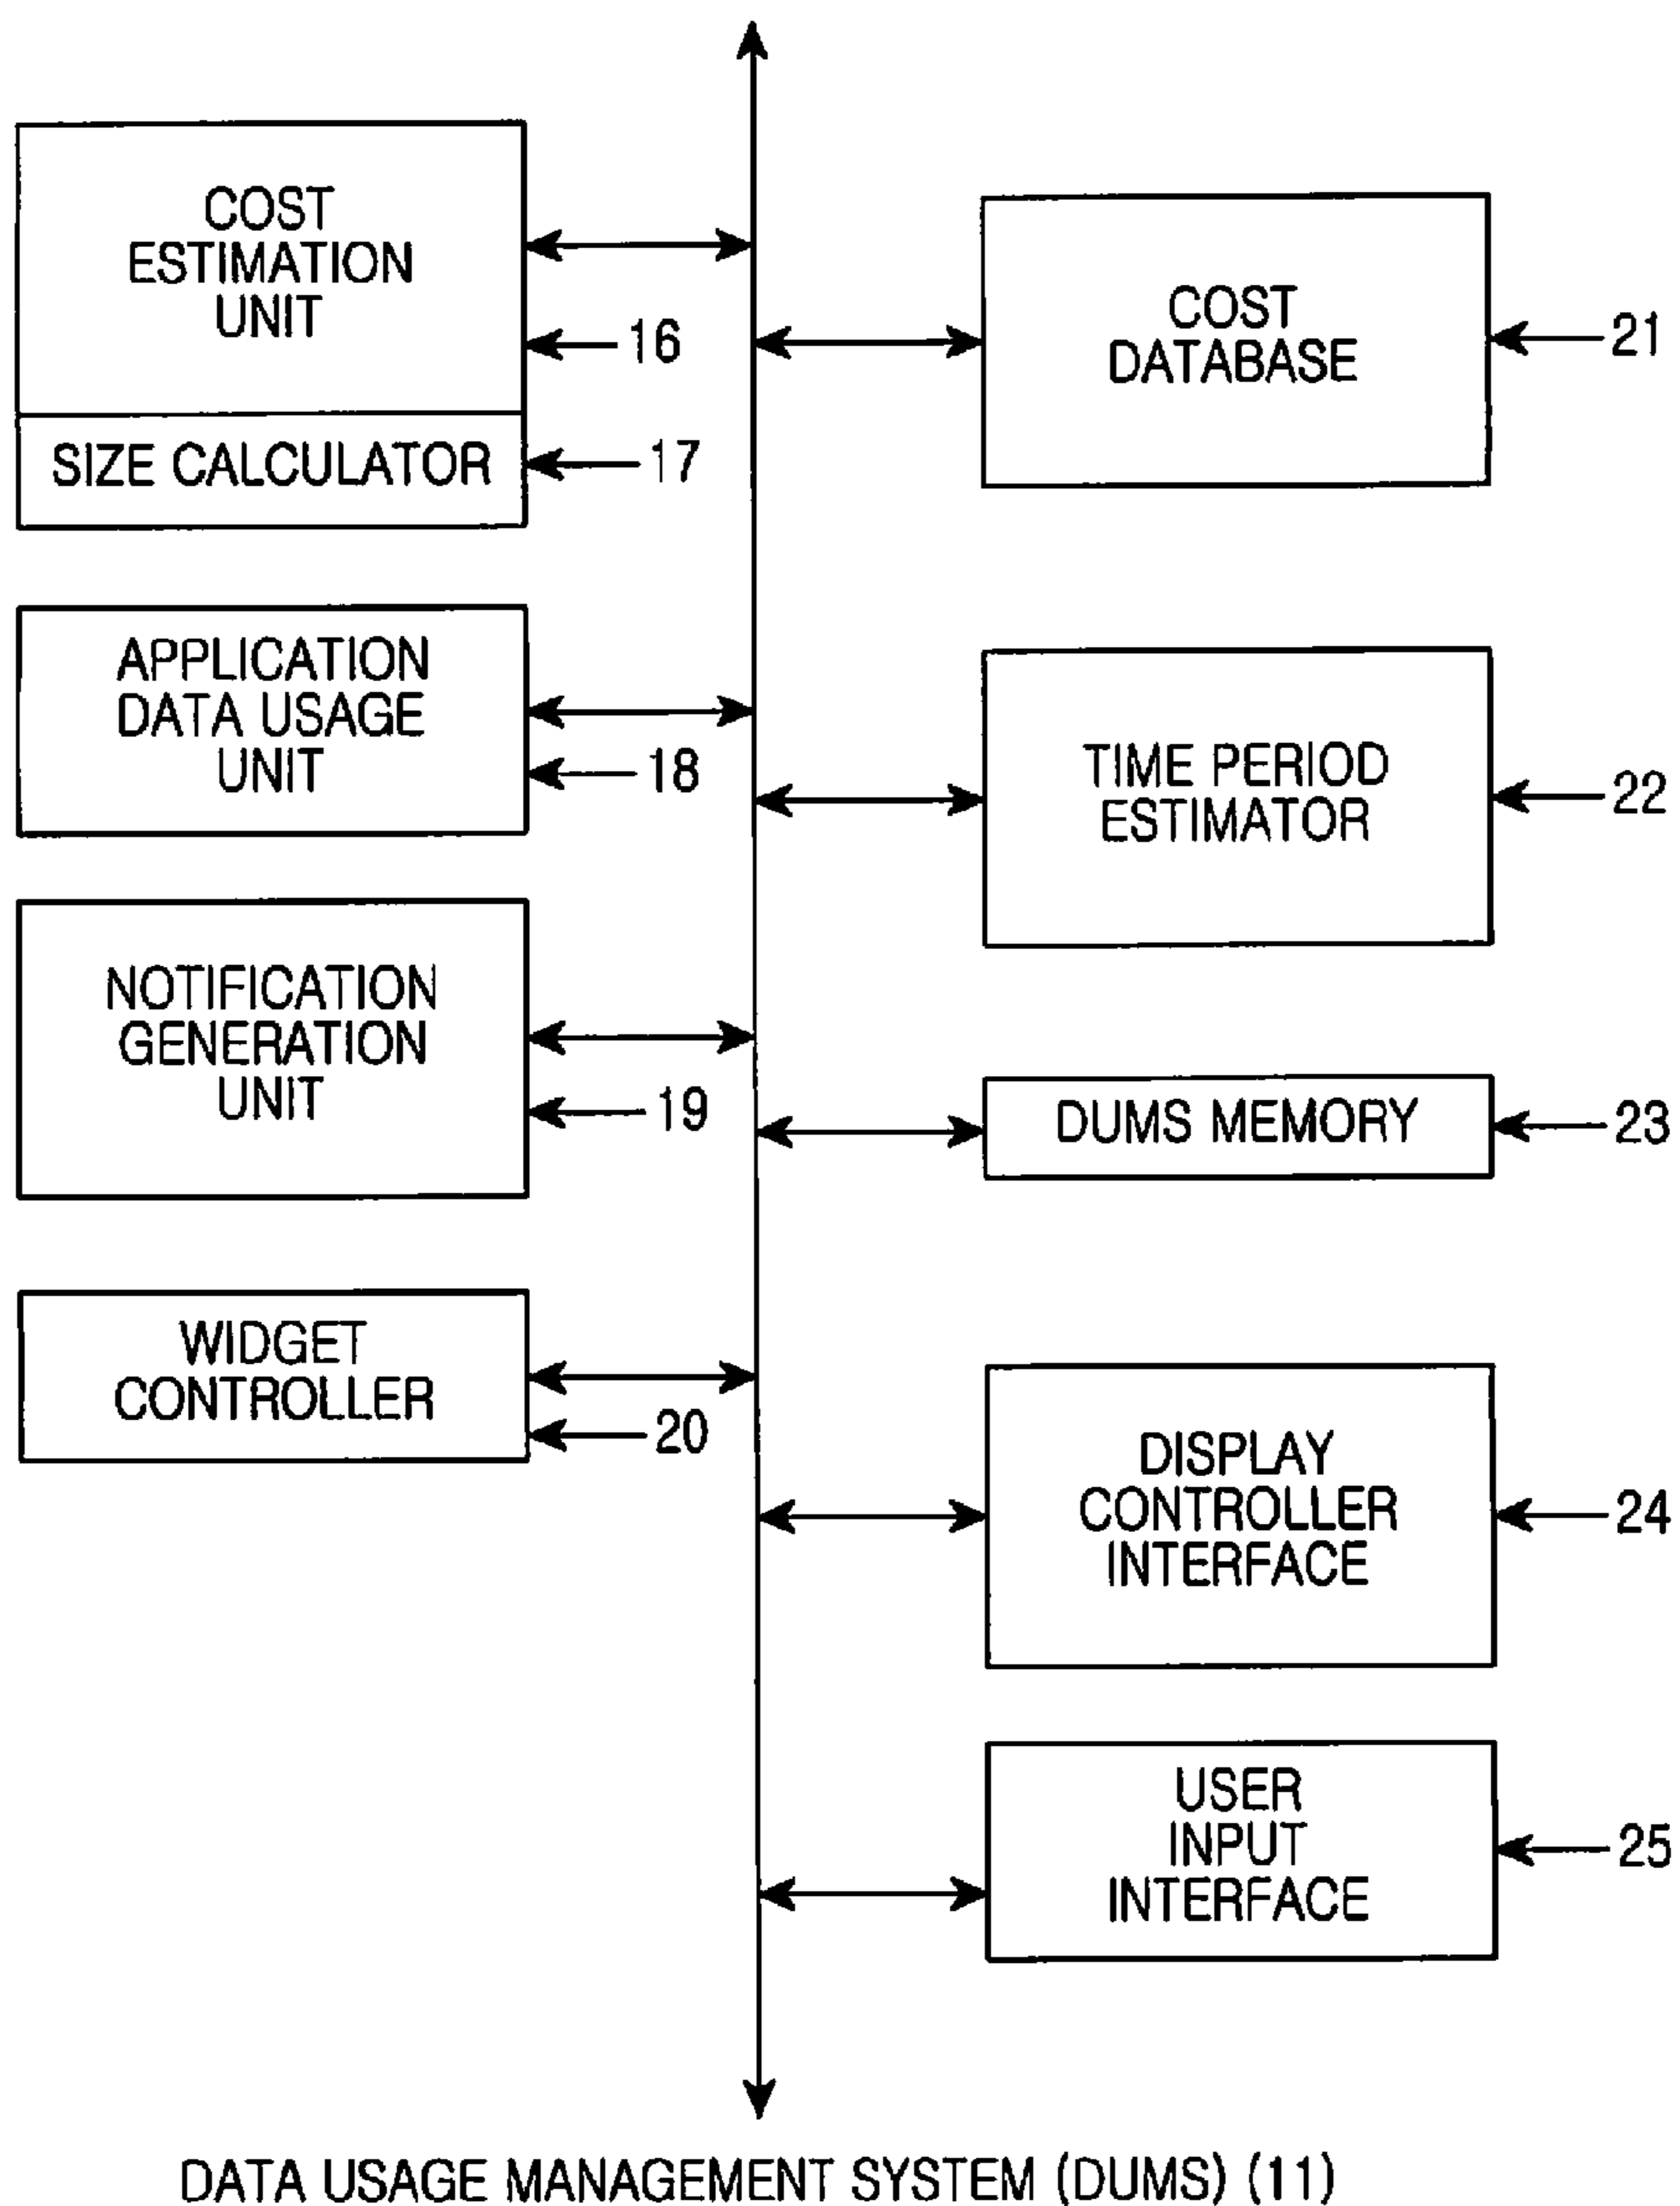 COST
ESTIMATION
UNIT
16
SIZE CALCULATOR
17
APPLICATION
DATA USAGE
UNIT
18
NOTIFICATION
GENERATION
UNIT
19
WIDGET
CONTROLLER
20
COST
DATABASE
21
TIME PERIOD
ESTIMATOR
22
DUMS MEMORY
23
DISPLAY
CONTROLLER
INTERFACE
24
USER
INPUT
INTERFACE
25
DATA USAGE MANAGEMENT SYSTEM (DUMS) (11)